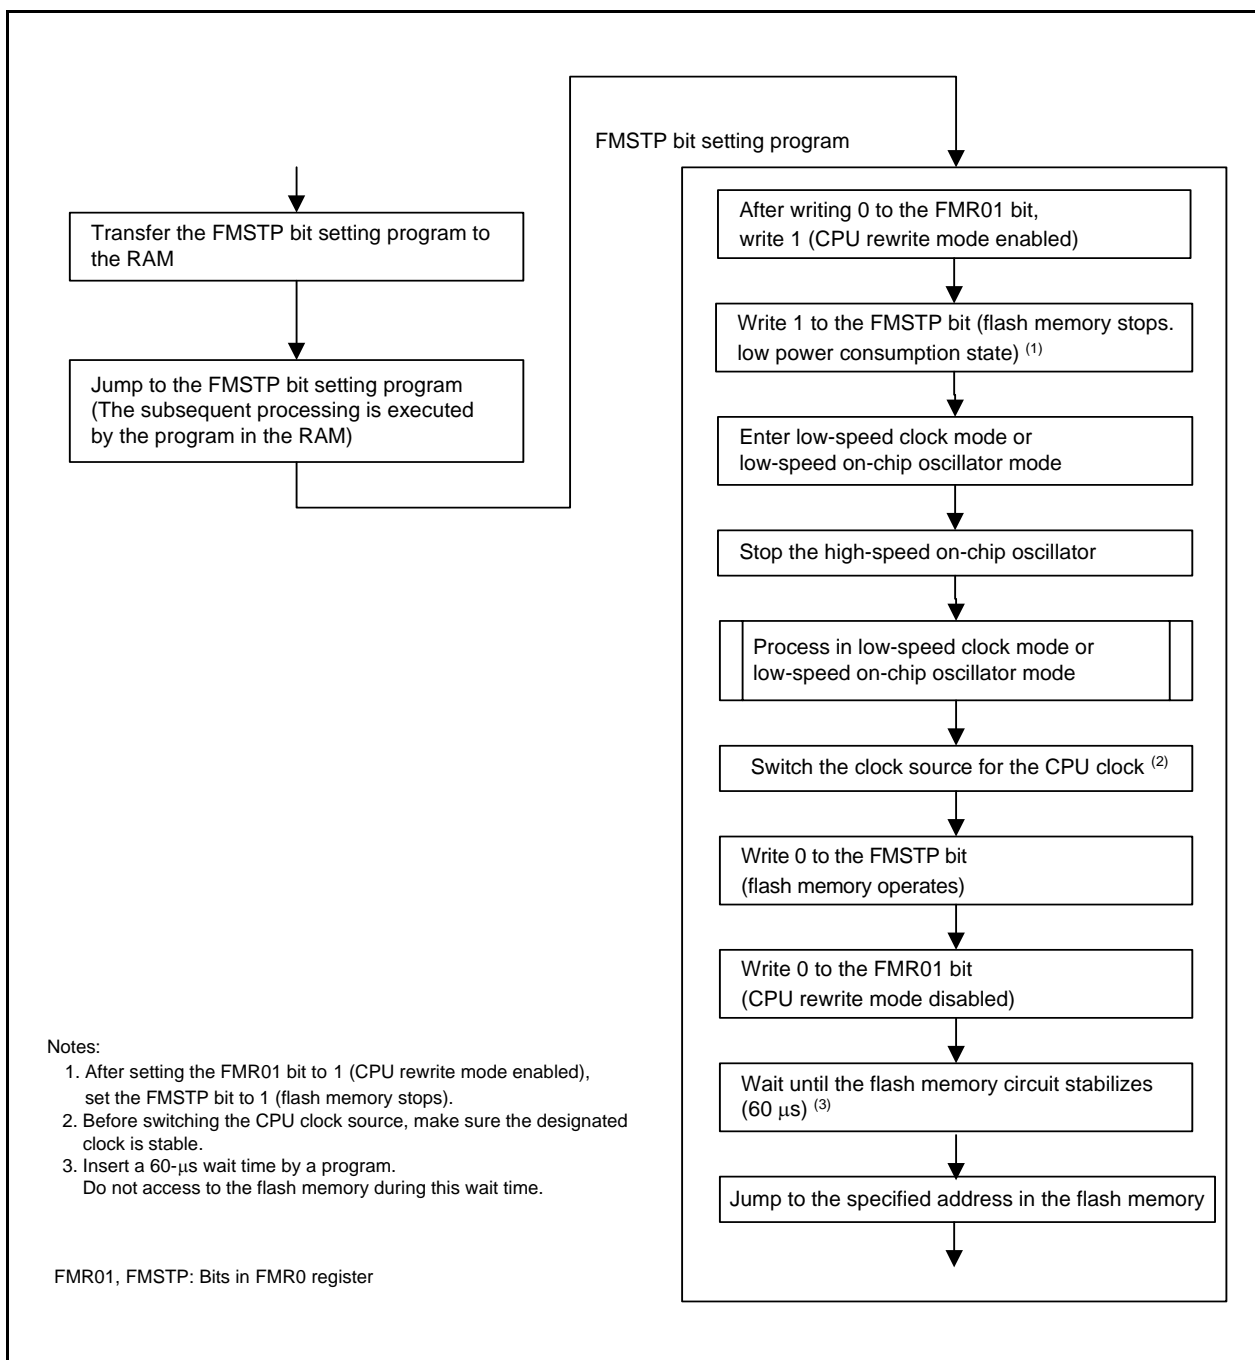 Transfer the FMSTP bit setting program to
the RAM
Jump to the FMSTP bit setting program
(The subsequent processing is executed
by the program in the RAM)
FMSTP bit setting program
After writing 0 to the FMR01 bit,
write 1 (CPU rewrite mode enabled)
Write 1 to the FMSTP bit (flash memory stops.
low power consumption state) (1)
Enter low-speed clock mode or
low-speed on-chip oscillator mode
Stop the high-speed on-chip oscillator
Process in low-speed clock mode or
low-speed on-chip oscillator mode
Switch the clock source for the CPU clock (2)
Write 0 to the FMSTP bit
(flash memory operates)
Write 0 to the FMR01 bit
(CPU rewrite mode disabled)
Wait until the flash memory circuit stabilizes
(60 μs) (3)
Jump to the specified address in the flash memory
Notes:
1. After setting the FMR01 bit to 1 (CPU rewrite mode enabled),
set the FMSTP bit to 1 (flash memory stops).
2. Before switching the CPU clock source, make sure the designated
clock is stable.
3. Insert a 60-μs wait time by a program.
Do not access to the flash memory during this wait time.
FMR01, FMSTP: Bits in FMR0 register